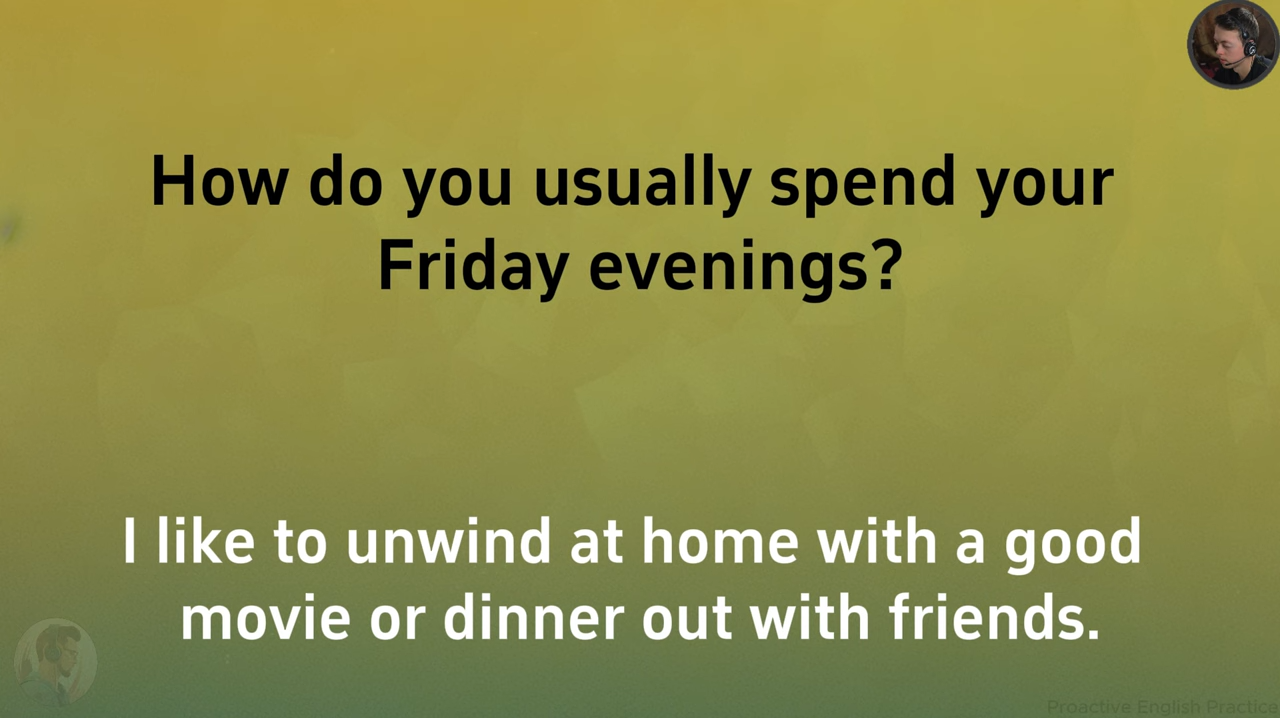 How do you usually spend your
Friday evenings?
I like to unwind at home with a good
movie or dinner out with friends.
Proactive English Practice